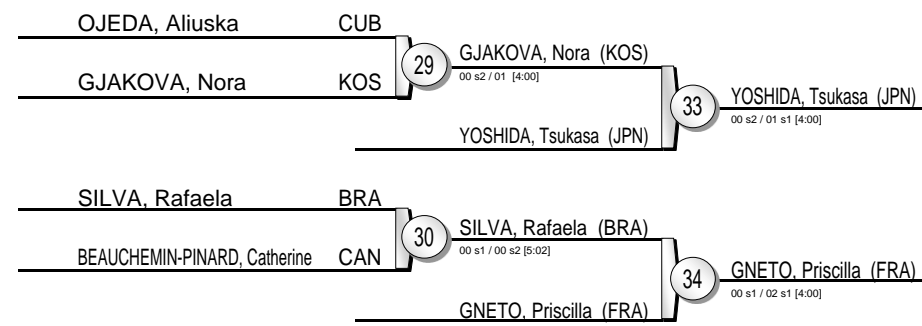 OJEDA, Aliuska CUB
GJAKOVA, Nora KOS
29
GJAKOVA, Nora (KOS)
00 s2 / 01 [4:00]
YOSHIDA, Tsukasa (JPN)
33
YOSHIDA, Tsukasa (JPN)
00 s2 / 01 s1 [4:00]
SILVA, Rafaela BRA
BEAUCHEMIN-PINARD, Catherine CAN
30
SILVA, Rafaela (BRA)
00 s1 / 00 s2 [5:02]
GNETO, Priscilla (FRA)
34
GNETO, Priscilla (FRA)
00 s1 / 02 s1 [4:00]